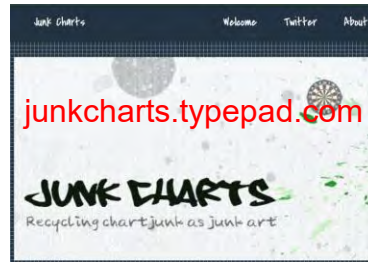 Junk Charts Welcome Twitter About
junkcharts.typepad.com
JUNK CHARTS
Recycling chartjunk as junk art